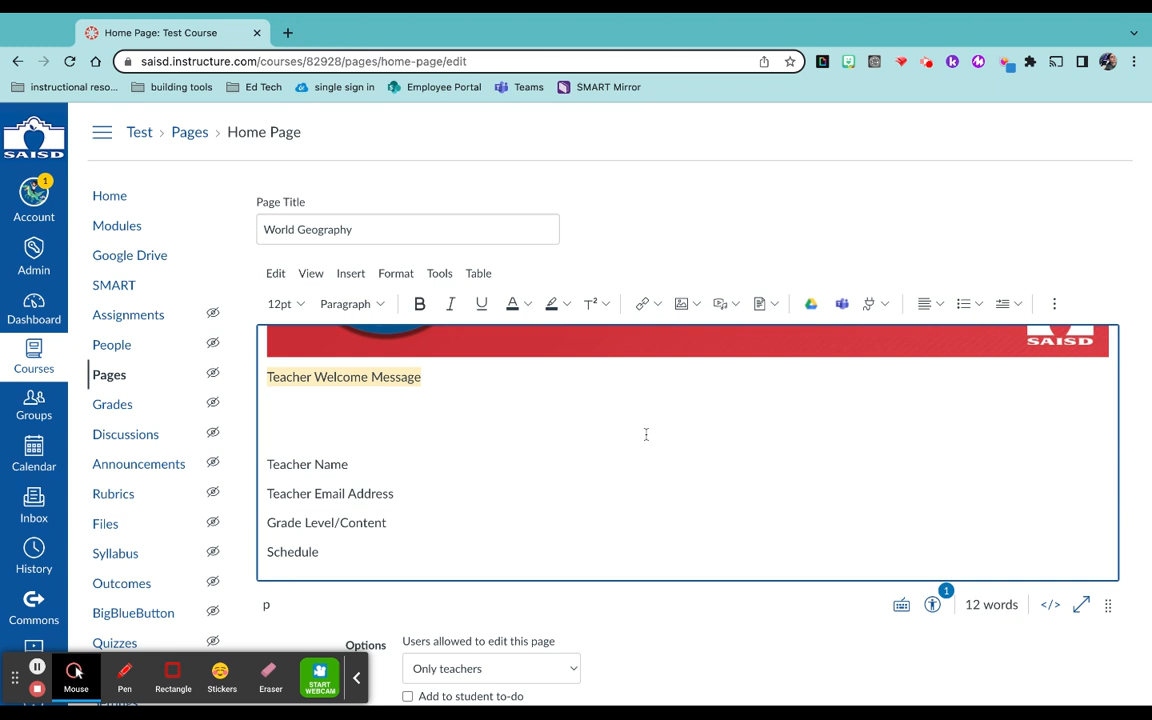 Home Page: Test Course
saisd.instructure.com/courses/82928/pages/home-page/edit
instructional reso...
building tools
Ed Tech
single sign in
Employee Portal
Teams
SMART Mirror
SAISD
Test > Pages > Home Page
1
Account
Admin
Dashboard
Courses
Groups
Calendar
Inbox
History
Commons
Home
Modules
Google Drive
SMART
Assignments
People
Pages
Grades
Discussions
Announcements
Rubrics
Files
Syllabus
Outcomes
BigBlueButton
Quizzes
Page Title
World Geography
Edit View Insert Format Tools Table
12pt Paragraph B I U A T²
SAISD
Teacher Welcome Message
Teacher Name
Teacher Email Address
Grade Level/Content
Schedule
p
1
12 words
</>
Options
Users allowed to edit this page
Only teachers
Add to student to-do
Mouse
Pen
Rectangle
Stickers
Eraser
START
WEBCAM